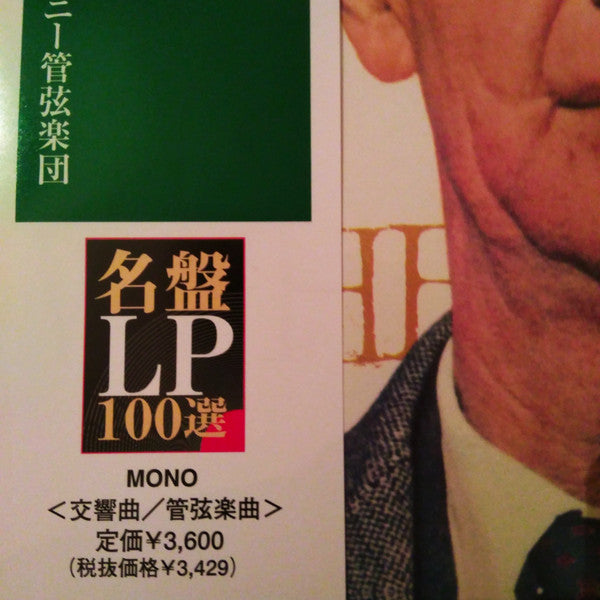 ニー管弦楽団
名盤
LP
100選
MONO
＜交響曲／管弦楽曲＞
定価¥3,600
(税抜価格¥3,429)